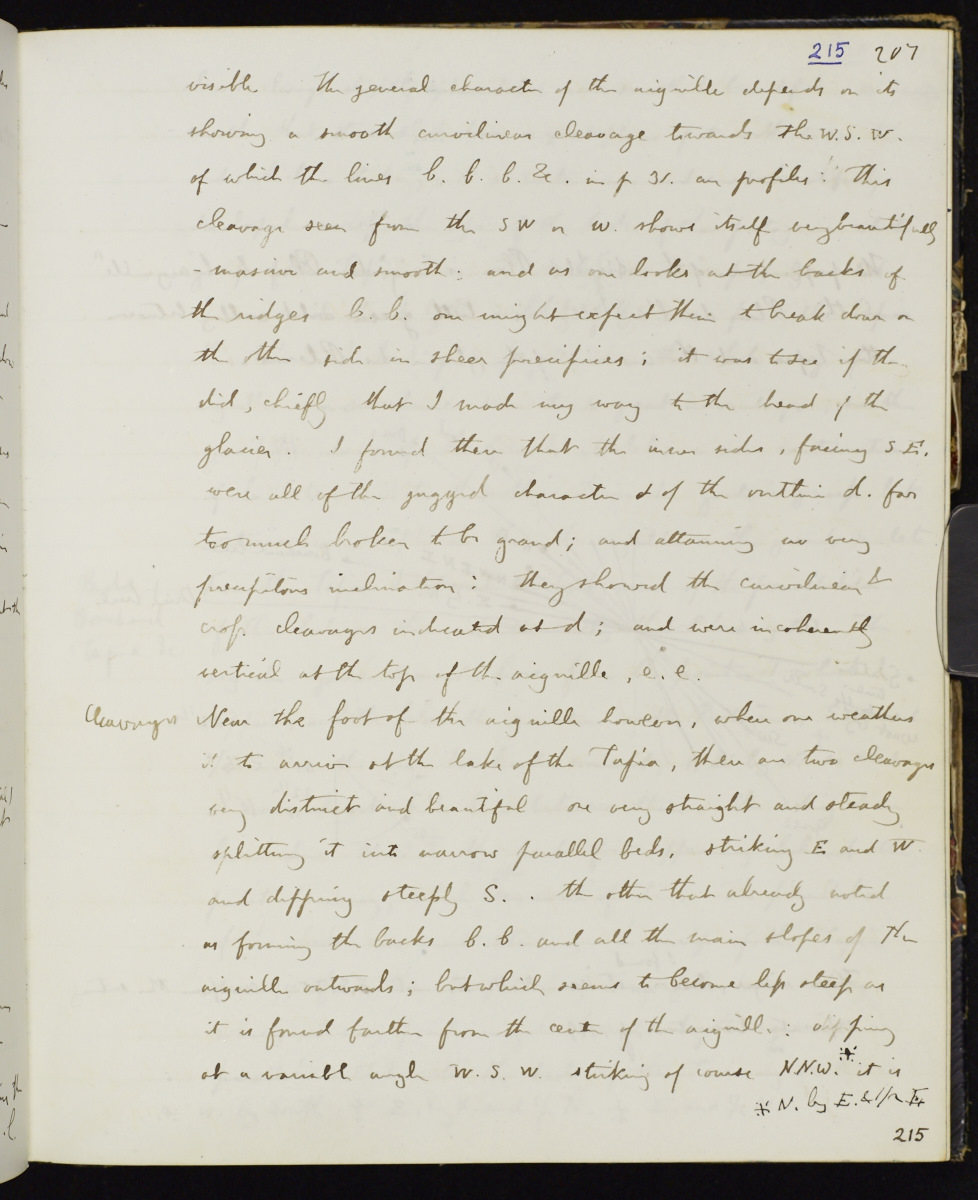 215 207
visible The general character of the aiguille depends on its
showing a smooth curvilinear cleavage towards the W.S.W.
of which the lines b. b. b. &c. in p are profiles: This
cleavage seen from the SW or W. shows itself very beautifully
- massive and smooth: and as one looks at the backs of
the ridges b. b. one might expect them to break down on
the other side in sheer precipices; it was to see if they
did, chiefly that I made my way to the head of the
glacier. I found then that the inner sides, facing S E.
were all of the character & of the outline d. far
too much broken to be grand; and attaining no very
precipitous inclination: they showed the curvilinear &
crop. cleavages indicated at d; and were incoherently
vertical at the top of the aiguille, e. e.
Cleavages Near the foot of the aiguille however, when one weathers
it to arrive at the lake of the Tapia, there are two cleavages
very distinct and beautiful one very straight and steady
splitting it into narrow parallel beds, striking E and W
and dipping steeply S. . the other that already noted
as forming the backs b. b. and all the main slopes of the
aiguille outwards; but which seems to become less steep as
it is found farther from the cent of the aiguille: dipping
at a variable angle W. S. W. striking of course N.N.W. * it is
* N. by E. &
215